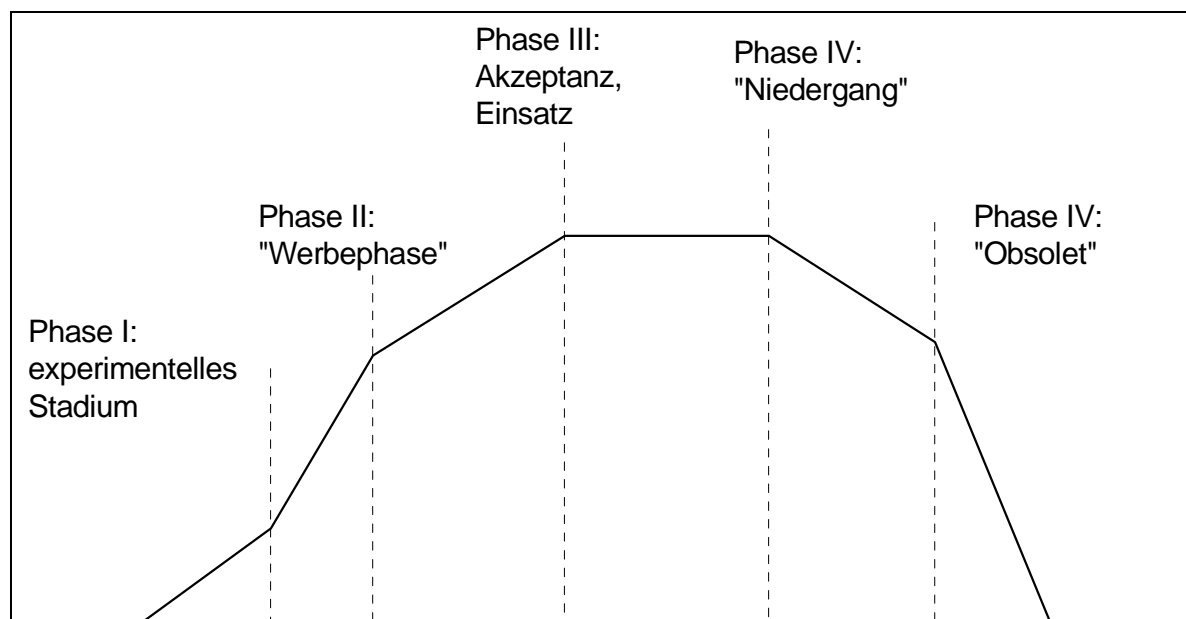 Phase I:
experimentelles
Stadium
Phase II:
"Werbephase"
Phase III:
Akzeptanz,
Einsatz
Phase IV:
"Niedergang"
Phase IV:
"Obsolet"